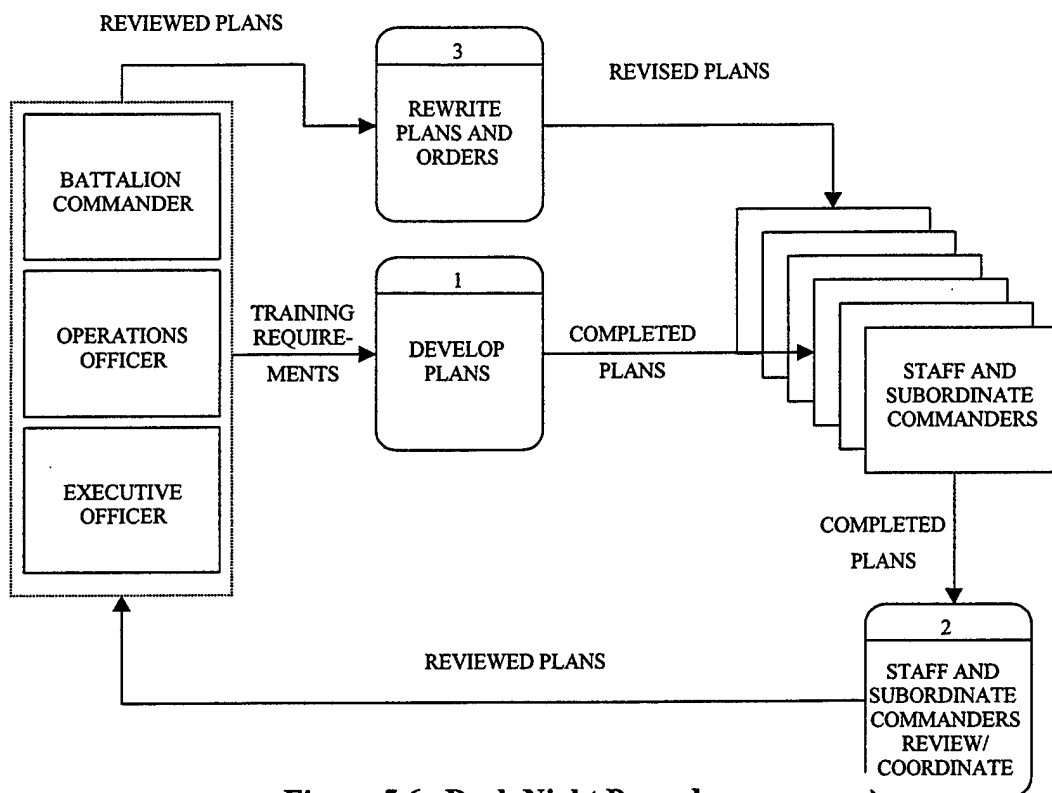 REVIEWED PLANS
3
REWRITE
PLANS AND
ORDERS
REVISED PLANS
BATTALION
COMMANDER
OPERATIONS
OFFICER
EXECUTIVE
OFFICER
TRAINING
REQUIRE-
MENTS
1
DEVELOP
PLANS
COMPLETED
PLANS
STAFF AND
SUBORDINATE
COMMANDERS
COMPLETED
PLANS
2
STAFF AND
SUBORDINATE
COMMANDERS
REVIEW/
COORDINATE
REVIEWED PLANS